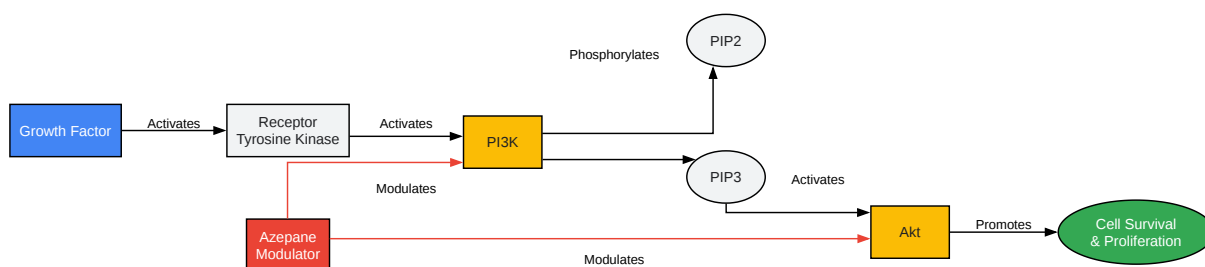 PIP2
Phosphorylates
Growth Factor
Activates
Receptor
Tyrosine Kinase
Activates
PI3K
Modulates
PIP3
Activates
Azepane
Modulator
Modulates
Akt
Promotes
Cell Survival
& Proliferation